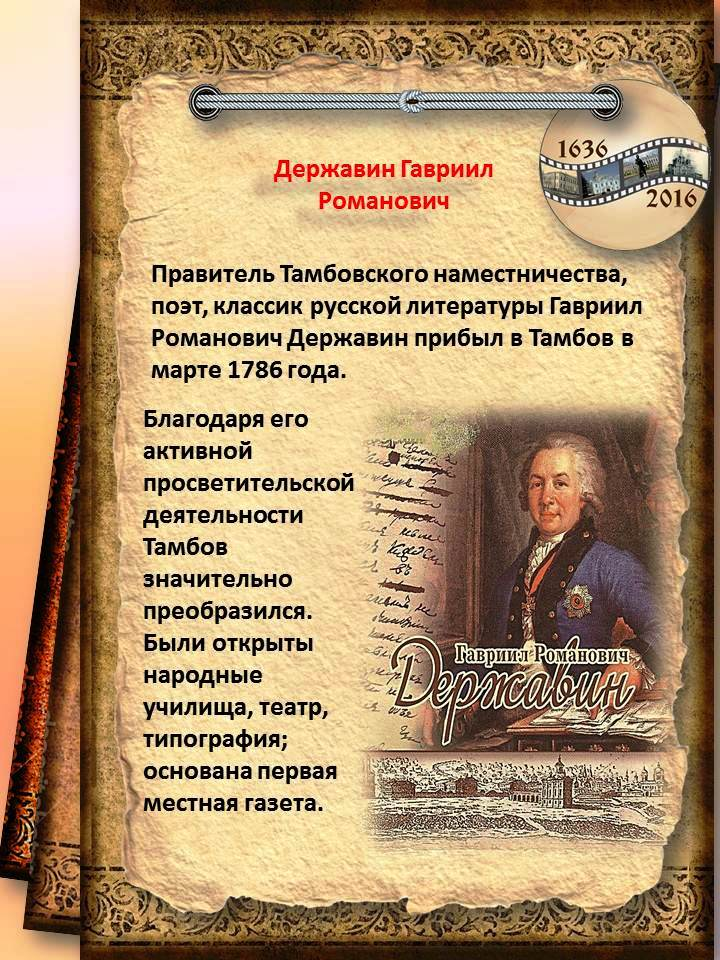 1636
2016
Державин Гавриил
Романович
Правитель Тамбовского наместничества,
поэт, классик русской литературы Гавриил
Романович Державин прибыл в Тамбов в
марте 1786 года.
Благодаря его
активной
просветительской
деятельности
Тамбов
значительно
преобразился.
Были открыты
народные
училища, театр,
типография;
основана первая
местная газета.
Гавриил Романович
Державин